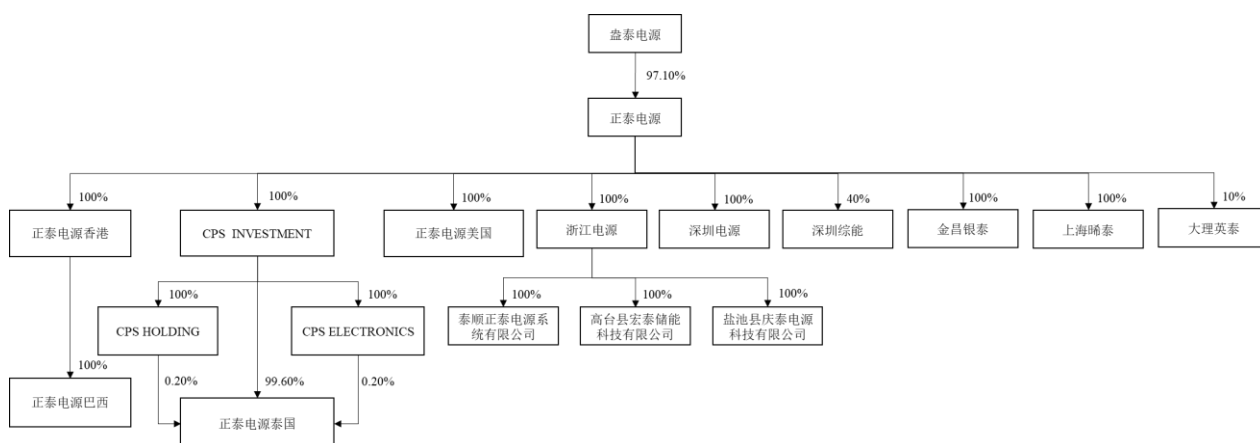 盎泰电源
97.10%
正泰电源
100%
100%
100%
100%
100%
40%
100%
100%
10%
正泰电源香港
CPS INVESTMENT
正泰电源美国
浙江电源
深圳电源
深圳综能
金昌银泰
上海晞泰
大理英泰
100%
100%
100%
100%
100%
CPS HOLDING
CPS ELECTRONICS
泰顺正泰电源系
统有限公司
高台县宏泰储能
科技有限公司
盐池县庆泰电源
科技有限公司
100%
0.20%
99.60%
0.20%
正泰电源巴西
正泰电源泰国